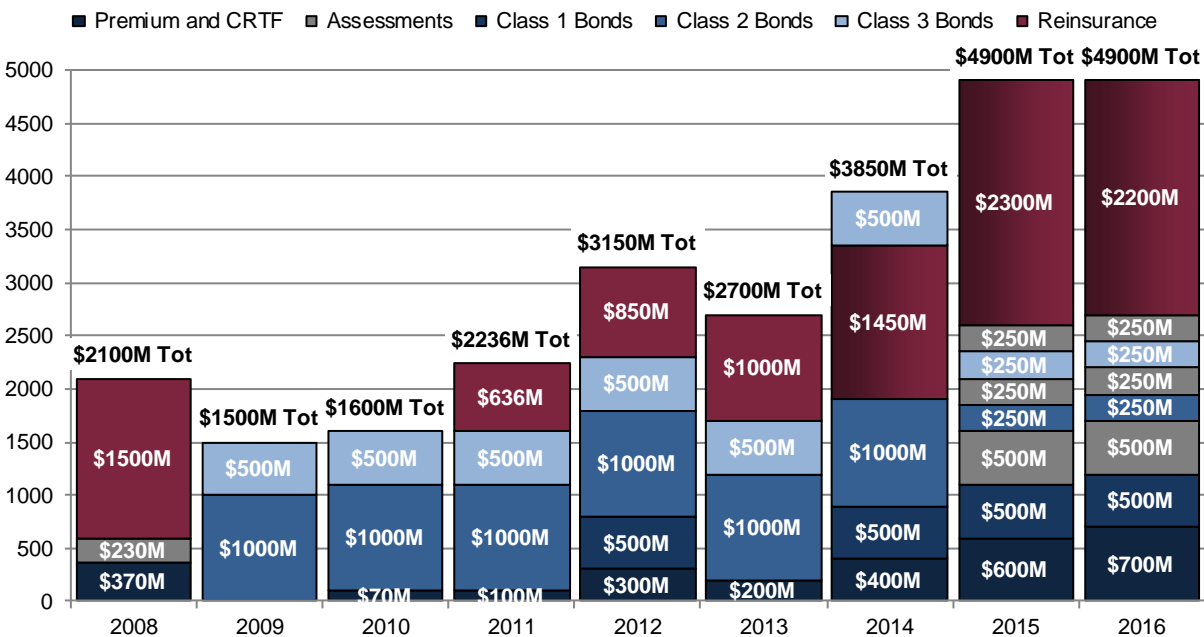 Premium and CRTF Assessments Class 1 Bonds Class 2 Bonds Class 3 Bonds Reinsurance
$4900M Tot $4900M Tot
5000
4500
4000
3500
3000
2500
2000
1500
1000
500
0
$2100M Tot
$1500M
$230M
$370M
$1500M Tot
$500M
$1000M
$1600M Tot
$500M
$1000M
$70M
$2236M Tot
$636M
$500M
$1000M
$100M
$3150M Tot
$850M
$500M
$1000M
$500M
$300M
$2700M Tot
$1000M
$500M
$1000M
$200M
$3850M Tot
$500M
$1450M
$1000M
$500M
$400M
$2300M
$250M
$250M
$250M
$250M
$500M
$500M
$600M
$2200M
$250M
$250M
$250M
$250M
$500M
$500M
$700M
2008 2009 2010 2011 2012 2013 2014 2015 2016